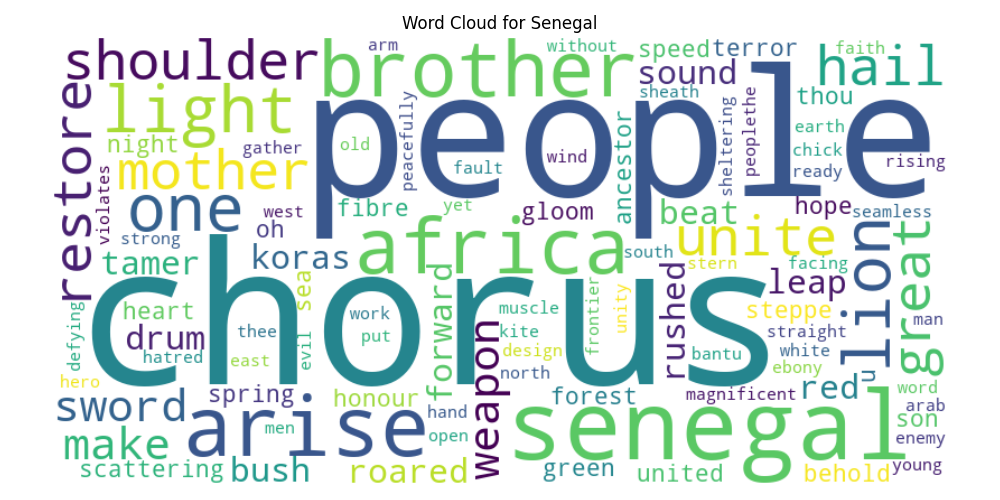 Word Cloud for Senegal
shoulder brother arm without speed terror faith hail
restore light sound sheath thou
people
night gather old peacefully fault wind ancestor sheltering peoplethe earth chick ready rising
mother violates one west fibre yet gloom beat hope seamless
strong oh koras africa south unite lion great
tamer stern facing leap
chorus
defying heart drum hatred thee east evil sea work put forward muscle kite design north frontier unity rushed bantu steppe straight white ebony man
hero sword spring honour weapon forest magnificent red u word arab
arise men hand open senegal son enemy
make scattering bush roared green united behold young